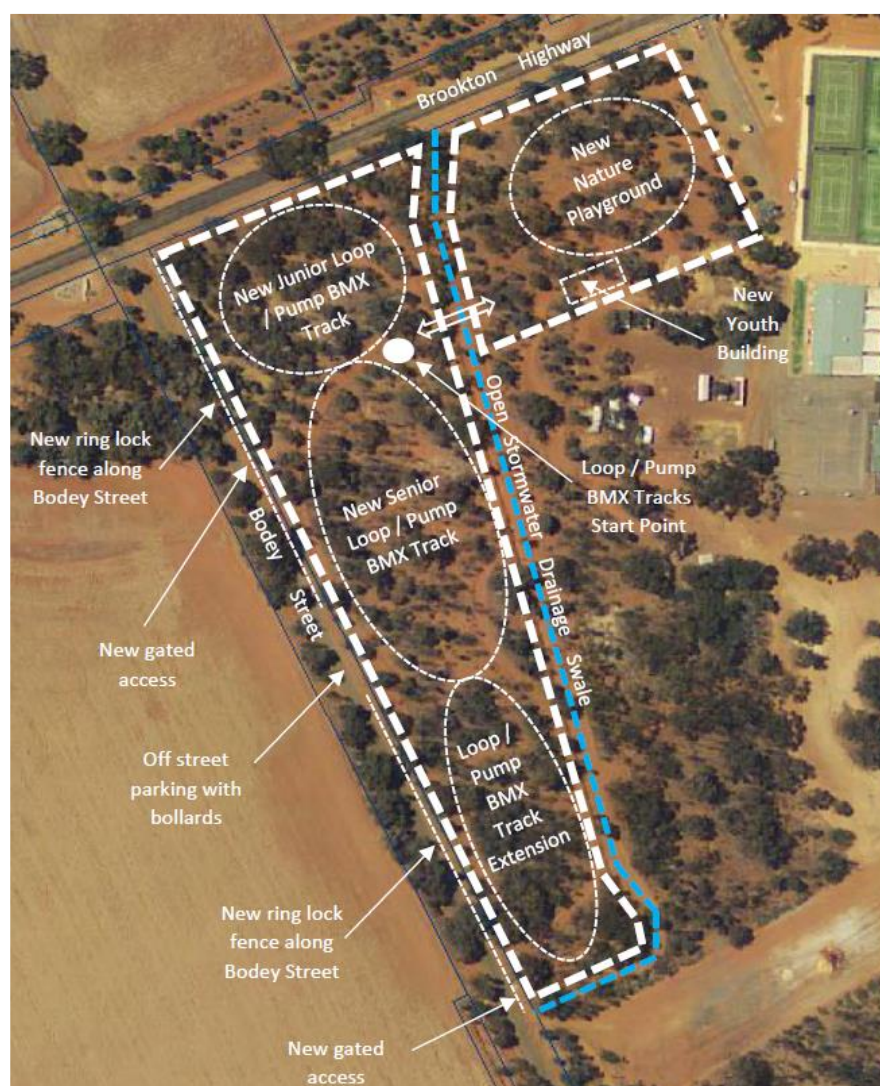 Brookton Highway
New
Nature
Playground
New Junior Loop
/ Pump BMX
Track
New
Youth
Building
Open Stormwater Drainage Swale
New ring lock
fence along
Bodey Street
Loop / Pump
BMX Tracks
Start Point
New Senior
Loop / Pump
BMX Track
Bodey Street
New gated
access
Off street
parking with
bollards
Loop /
Pump
BMX
Track
Extension
New ring lock
fence along
Bodey Street
New gated
access